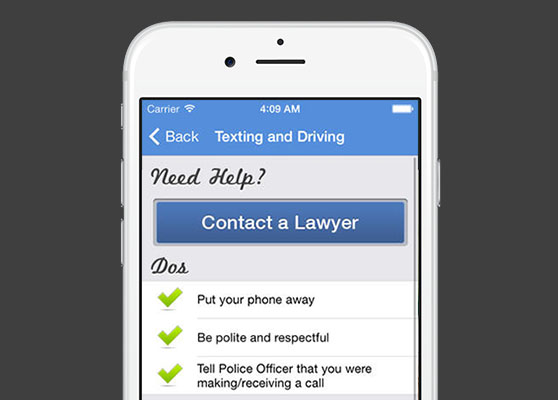 Carrier 4:09 AM
Back Texting and Driving
Need Help?
Contact a Lawyer
Dos
Put your phone away
Be polite and respectful
Tell Police Officer that you were
making/receiving a call